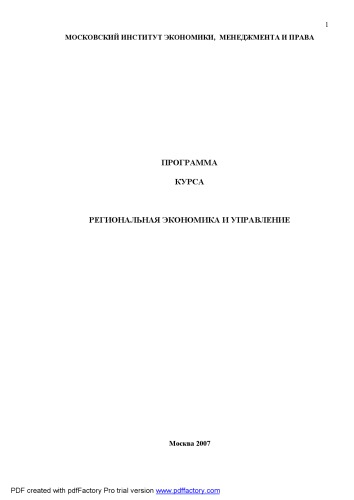 1
МОСКОВСКИЙ ИНСТИТУТ ЭКОНОМИКИ, МЕНЕДЖМЕНТА И ПРАВА
ПРОГРАММА
КУРСА
РЕГИОНАЛЬНАЯ ЭКОНОМИКА И УПРАВЛЕНИЕ
Москва 2007
PDF created with pdfFactory Pro trial version www.pdffactory.com